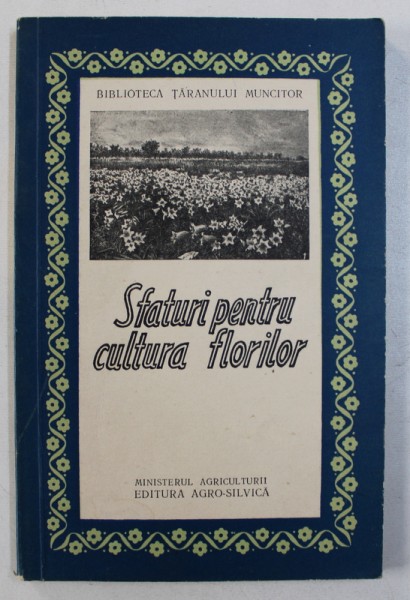 BIBLIOTECA ȚĂRANULUI MUNCITOR
Sfaturi pentru
cultura florilor
MINISTERUL AGRICULTURII
EDITURA AGRO-SILVICĂ